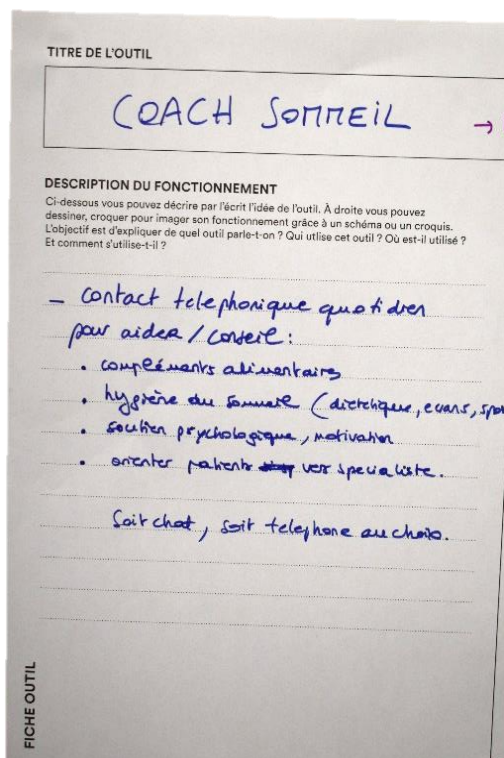 TITRE DE L'OUTIL
COACH SOMMEIL →
DESCRIPTION DU FONCTIONNEMENT
Ci-dessous vous pouvez décrire par l'écrit l'idée de l'outil. À droite vous pouvez
dessiner, croquer pour imager son fonctionnement grâce à un schéma ou un croquis.
L'objectif est d'expliquer de quel outil parle-t-on ? Qui utlise cet outil ? Où est-il utilisé ?
Et comment s'utilise-t-il ?
– contact telephonique quotidien
pour aider / conseil :
• compléments alimentaires
• hygiène du sommeil (dietetique, ecrans, spo
• soutien psychologique, motivation
• orienter patients vers specialiste.
Soit chat, soit telephone au choix.
FICHE OUTIL